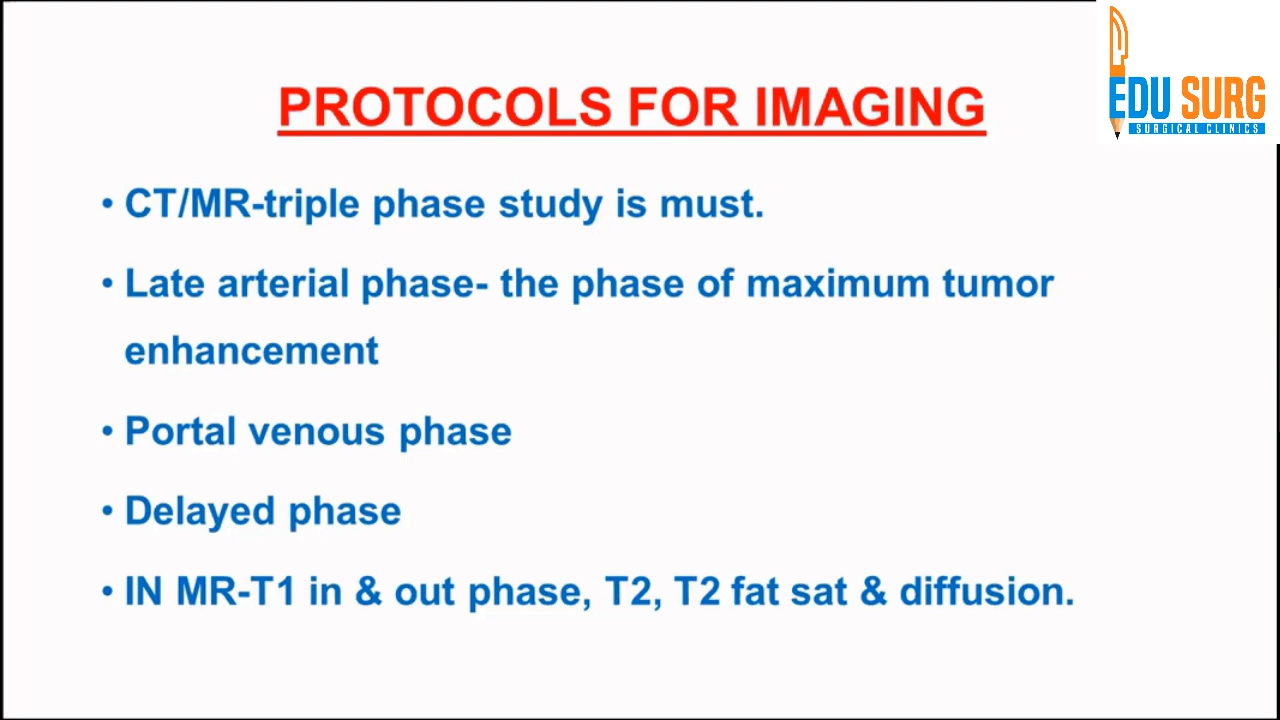 PROTOCOLS FOR IMAGING
EDU SURG
SURGICAL CLINICS
• CT/MR-triple phase study is must.
• Late arterial phase- the phase of maximum tumor
enhancement
• Portal venous phase
• Delayed phase
• IN MR-T1 in & out phase, T2, T2 fat sat & diffusion.